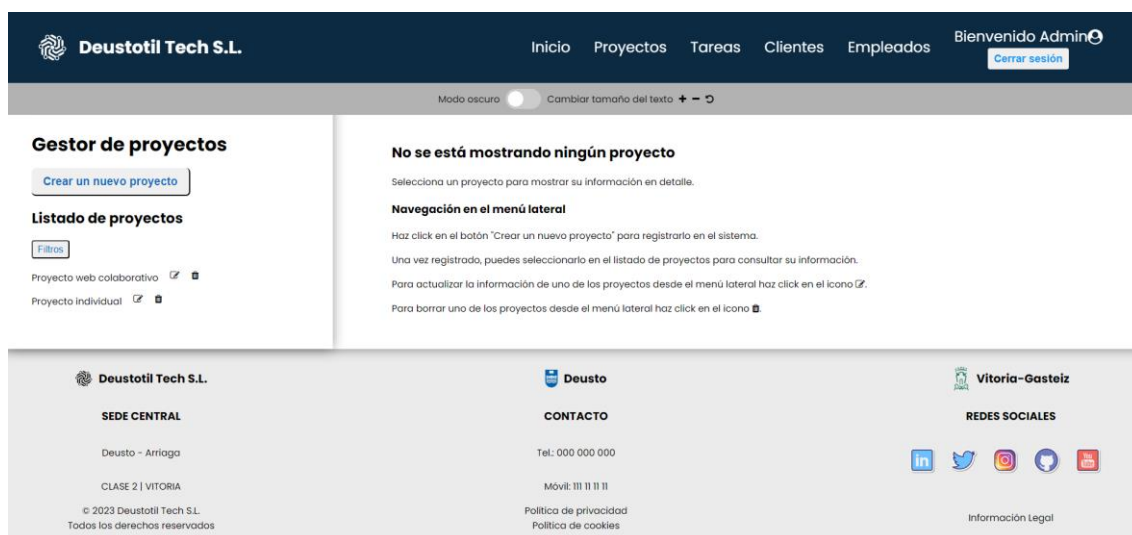 Deustotil Tech S.L.
Inicio Proyectos Tareas Clientes Empleados
Bienvenido Admin
Cerrar sesión
Modo oscuro Cambiar tamaño del texto + -
Gestor de proyectos
Crear un nuevo proyecto
Listado de proyectos
Filtros
Proyecto web colaborativo
Proyecto individual
No se está mostrando ningún proyecto
Selecciona un proyecto para mostrar su información en detalle.
Navegación en el menú lateral
Haz click en el botón "Crear un nuevo proyecto" para registrarlo en el sistema.
Una vez registrado, puedes seleccionarlo en el listado de proyectos para consultar su información.
Para actualizar la información de uno de los proyectos desde el menú lateral haz click en el icono .
Para borrar uno de los proyectos desde el menú lateral haz click en el icono .
Deustotil Tech S.L.
SEDE CENTRAL
Deusto - Arriaga
CLASE 2 | VITORIA
© 2023 Deustotil Tech S.L.
Todos los derechos reservados
Deusto
CONTACTO
Tel.: 000 000 000
Móvil: 111 11 11 11
Política de privacidad
Política de cookies
Vitoria-Gasteiz
REDES SOCIALES
in
You Tube
Información Legal